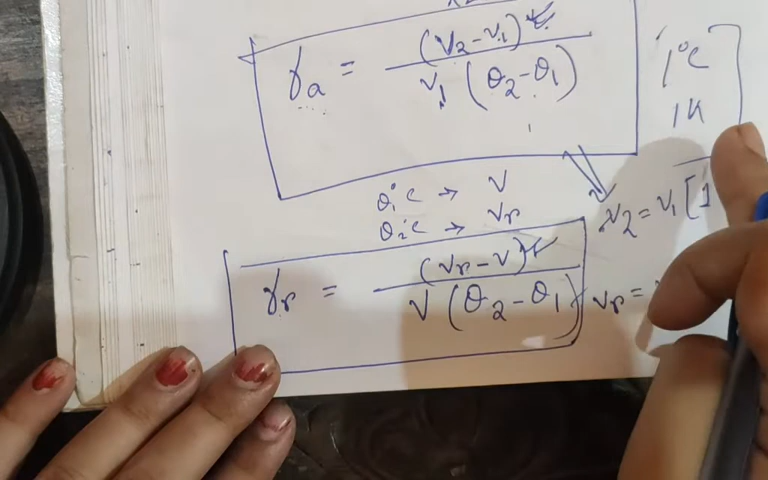 γa = (V2-V1) / V1 (θ2-θ1)
1°C
1K
θ1°C → V
θ2°C → Vr
V2 = V1 [1
γr = (Vr-V) / V (θ2-θ1)
Vr =